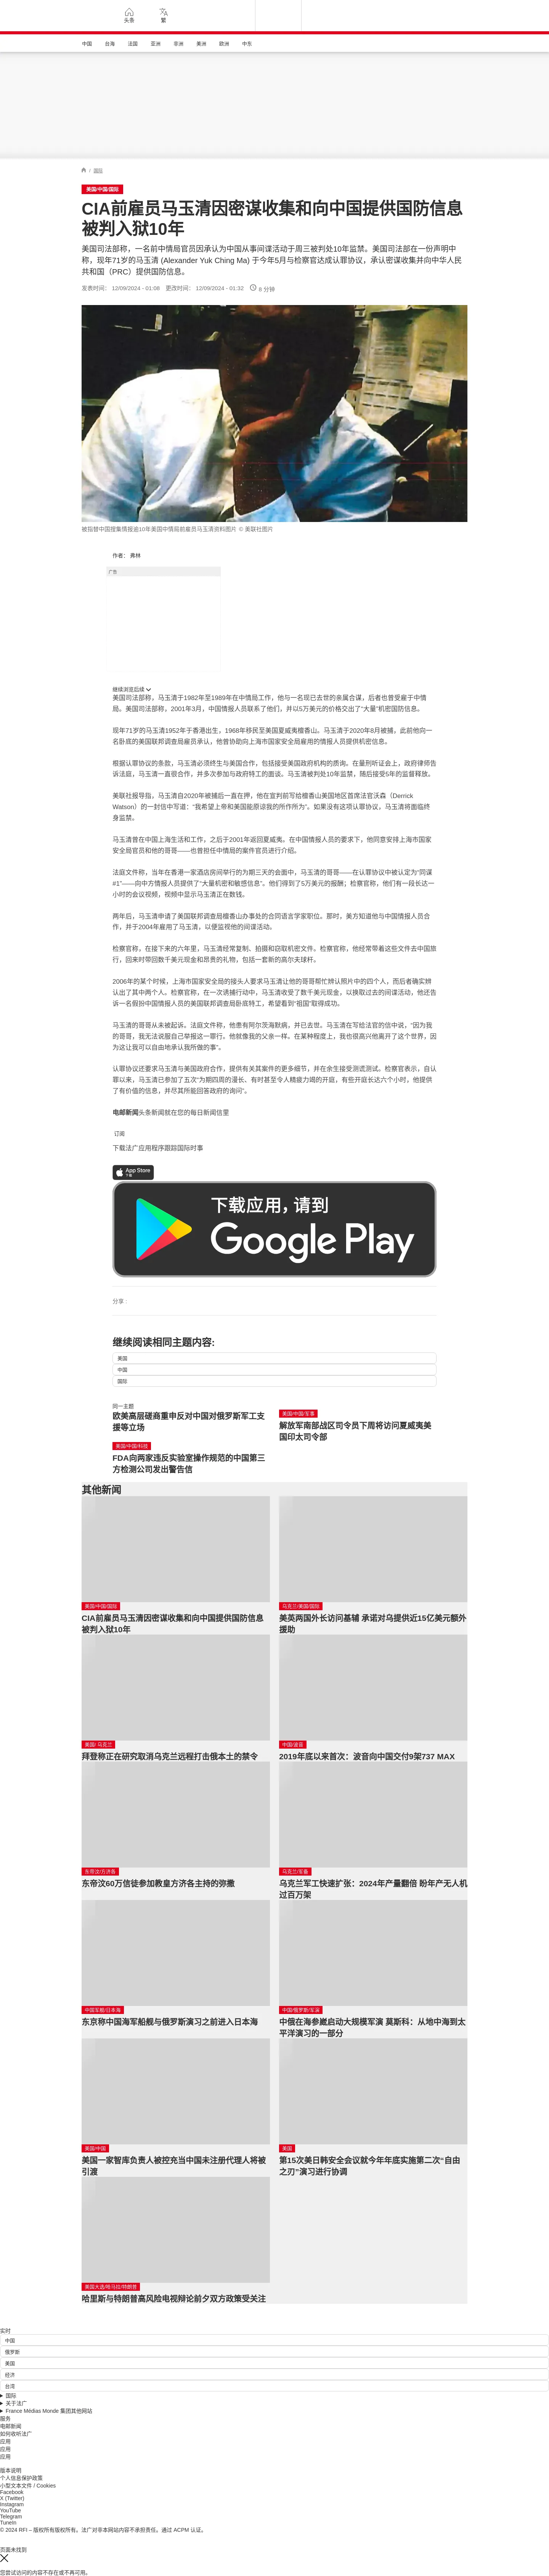 头条
繁
中国
台海
法国
亚洲
非洲
美洲
欧洲
中东
/ 国际
美国/中国/国际
CIA前雇员马玉清因密谋收集和向中国提供国防信息
被判入狱10年
美国司法部称，一名前中情局官员因承认为中国从事间谍活动于周三被判处10年监禁。美国司法部在一份声明中
称，现年71岁的马玉清 (Alexander Yuk Ching Ma) 于今年5月与检察官达成认罪协议，承认密谋收集并向中华人民
共和国（PRC）提供国防信息。
发表时间： 12/09/2024 - 01:08 更改时间： 12/09/2024 - 01:32 8 分钟
被指替中国搜集情报逾10年美国中情局前雇员马玉清资料图片 © 美联社图片
作者： 弗林
广告
继续浏览后续
美国司法部称，马玉清于1982年至1989年在中情局工作，他与一名现已去世的亲属合谋，后者也曾受雇于中情
局。美国司法部称，2001年3月，中国情报人员联系了他们，并以5万美元的价格交出了“大量”机密国防信息。
现年71岁的马玉清1952年于香港出生，1968年移民至美国夏威夷檀香山。马玉清于2020年8月被捕，此前他向一
名卧底的美国联邦调查局雇员承认，他曾协助向上海市国家安全局雇用的情报人员提供机密信息。
根据认罪协议的条款，马玉清必须终生与美国合作，包括接受美国政府机构的质询。在量刑听证会上，政府律师告
诉法庭，马玉清一直很合作，并多次参加与政府特工的面谈。马玉清被判处10年监禁，随后接受5年的监督释放。
美联社报导指，马玉清自2020年被捕后一直在押，他在宣判前写给檀香山美国地区首席法官沃森（Derrick
Watson）的一封信中写道：“我希望上帝和美国能原谅我的所作所为”。如果没有这项认罪协议，马玉清将面临终
身监禁。
马玉清曾在中国上海生活和工作，之后于2001年返回夏威夷。在中国情报人员的要求下，他同意安排上海市国家
安全局官员和他的哥哥——也曾担任中情局的案件官员进行介绍。
法庭文件称，当年在香港一家酒店房间举行的为期三天的会面中，马玉清的哥哥——在认罪协议中被认定为“同谋
#1”——向中方情报人员提供了“大量机密和敏感信息”。他们得到了5万美元的报酬；检察官称，他们有一段长达一
小时的会议视频，视频中显示马玉清正在数钱。
两年后，马玉清申请了美国联邦调查局檀香山办事处的合同语言学家职位。那时，美方知道他与中国情报人员合
作，并于2004年雇用了马玉清，以便监视他的间谍活动。
检察官称，在接下来的六年里，马玉清经常复制、拍摄和窃取机密文件。检察官称，他经常带着这些文件去中国旅
行，回来时带回数千美元现金和昂贵的礼物，包括一套新的高尔夫球杆。
2006年的某个时候，上海市国家安全局的接头人要求马玉清让他的哥哥帮忙辨认照片中的四个人，而后者确实辨
认出了其中两个人。检察官称，在一次诱捕行动中，马玉清收受了数千美元现金，以换取过去的间谍活动，他还告
诉一名假扮中国情报人员的美国联邦调查局卧底特工，希望看到“祖国”取得成功。
马玉清的哥哥从未被起诉。法庭文件称，他患有阿尔茨海默病，并已去世。马玉清在写给法官的信中说，“因为我
的哥哥，我无法说服自己举报这一罪行。他就像我的父亲一样。在某种程度上，我也很高兴他离开了这个世界，因
为这让我可以自由地承认我所做的事”。
认罪协议还要求马玉清与美国政府合作，提供有关其案件的更多细节，并在余生接受测谎测试。检察官表示，自认
罪以来，马玉清已参加了五次“为期四周的漫长、有时甚至令人精疲力竭的开庭，有些开庭长达六个小时，他提供
了有价值的信息，并尽其所能回答政府的询问”。
电邮新闻头条新闻就在您的每日新闻信里
订阅
下载法广应用程序跟踪国际时事
App Store
下载
下载应用，请到
Google Play
分享 :
继续阅读相同主题内容:
美国
中国
国际
同一主题
欧美高层磋商重申反对中国对俄罗斯军工支
援等立场
美国/中国/军事
解放军南部战区司令员下周将访问夏威夷美
国印太司令部
美国/中国/科技
FDA向两家违反实验室操作规范的中国第三
方检测公司发出警告信
其他新闻
美国/中国/国际
CIA前雇员马玉清因密谋收集和向中国提供国防信息
被判入狱10年
乌克兰/美国/国际
美英两国外长访问基辅 承诺对乌提供近15亿美元额外
援助
美国/ 乌克兰
拜登称正在研究取消乌克兰远程打击俄本土的禁令
中国/波音
2019年底以来首次：波音向中国交付9架737 MAX
东帝汶/方济各
东帝汶60万信徒参加教皇方济各主持的弥撒
乌克兰/军备
乌克兰军工快速扩张：2024年产量翻倍 盼年产无人机
过百万架
中国军舰/日本海
东京称中国海军船舰与俄罗斯演习之前进入日本海
中国/俄罗斯/军演
中俄在海参崴启动大规模军演 莫斯科：从地中海到太
平洋演习的一部分
美国/中国
美国一家智库负责人被控充当中国未注册代理人将被
引渡
美国
第15次美日韩安全会议就今年年底实施第二次“自由
之刃”演习进行协调
美国大选/哈马拉/特朗普
哈里斯与特朗普高风险电视辩论前夕双方政策受关注
实时
中国
俄罗斯
美国
经济
台湾
国际
关于法广
France Médias Monde 集团其他网站
服务
电邮新闻
如何收听法广
应用
应用
应用
版本说明
个人信息保护政策
小型文本文件 / Cookies
Facebook
X (Twitter)
Instagram
YouTube
Telegram
TuneIn
© 2024 RFI – 版权所有版权所有。法广对非本网站内容不承担责任。通过 ACPM 认证。
页面未找到
您尝试访问的内容不存在或不再可用。